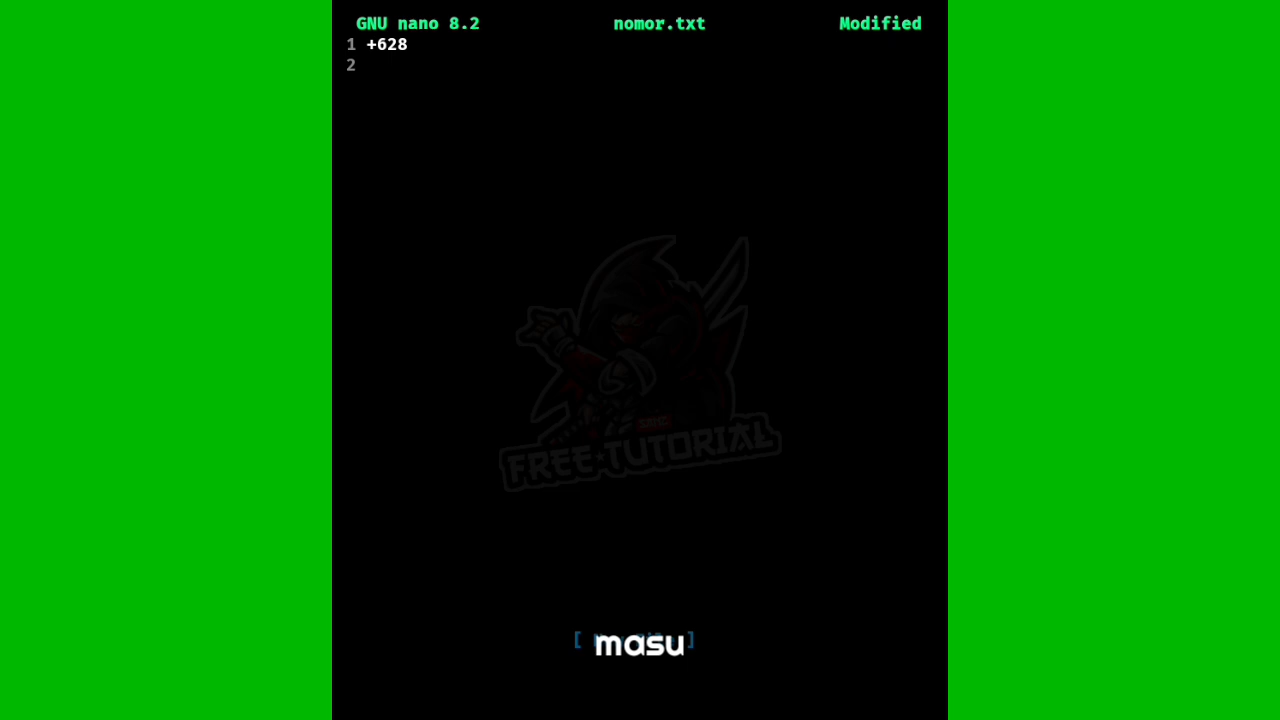 GNU nano 8.2 nomor.txt Modified
1 +628
2
FREE TUTORIAL
[ ]
masu